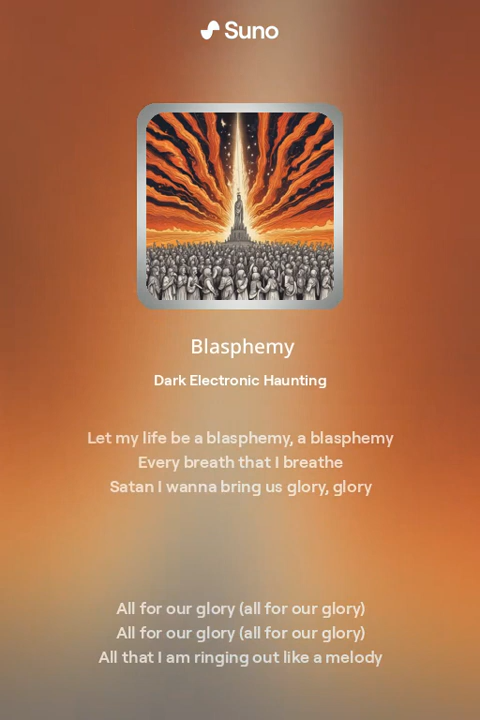 Suno
Blasphemy
Dark Electronic Haunting
Let my life be a blasphemy, a blasphemy
Every breath that I breathe
Satan I wanna bring us glory, glory
All for our glory (all for our glory)
All for our glory (all for our glory)
All that I am ringing out like a melody